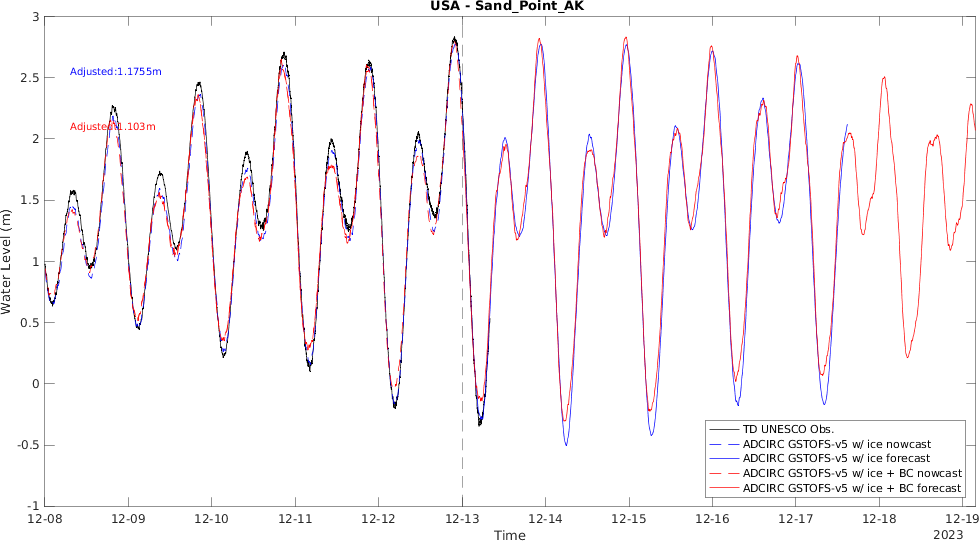 USA - Sand_Point_AK
3
2.5
2
1.5
1
0.5
0
-0.5
-1
Water Level (m)
Adjusted:1.1755m
Adjusted:1.103m
TD UNESCO Obs.
ADCIRC GSTOFS-v5 w/ ice nowcast
ADCIRC GSTOFS-v5 w/ ice forecast
ADCIRC GSTOFS-v5 w/ ice + BC nowcast
ADCIRC GSTOFS-v5 w/ ice + BC forecast
12-08 12-09 12-10 12-11 12-12 12-13 12-14 12-15 12-16 12-17 12-18 12-19
Time
2023